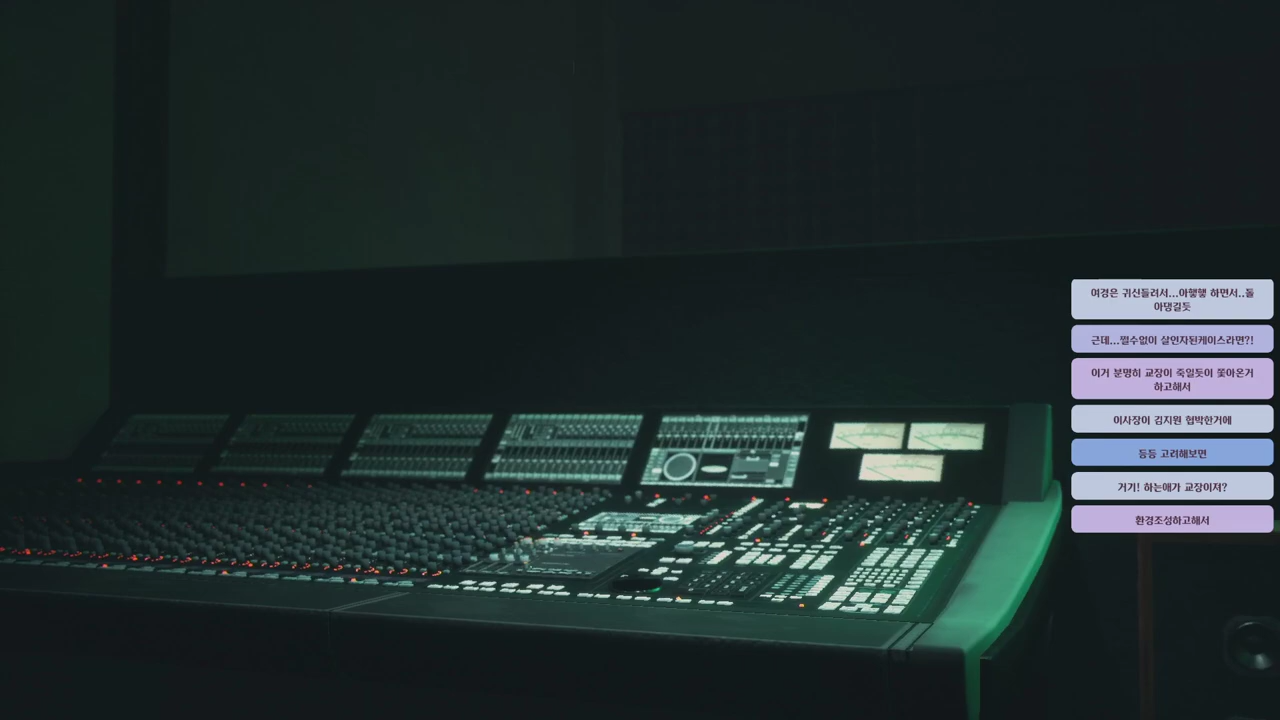 여경은 귀신들려서...아햏햏 하면서..돌
아댕길듯
근데...쩔수없이 살인자된케이스라면?!
이거 분명히 교장이 죽일듯이 쫓아온거
하고해서
이사장이 김지원 협박한거에
등등 고려해보면
거기! 하는애가 교장이져?
환경조성하고해서